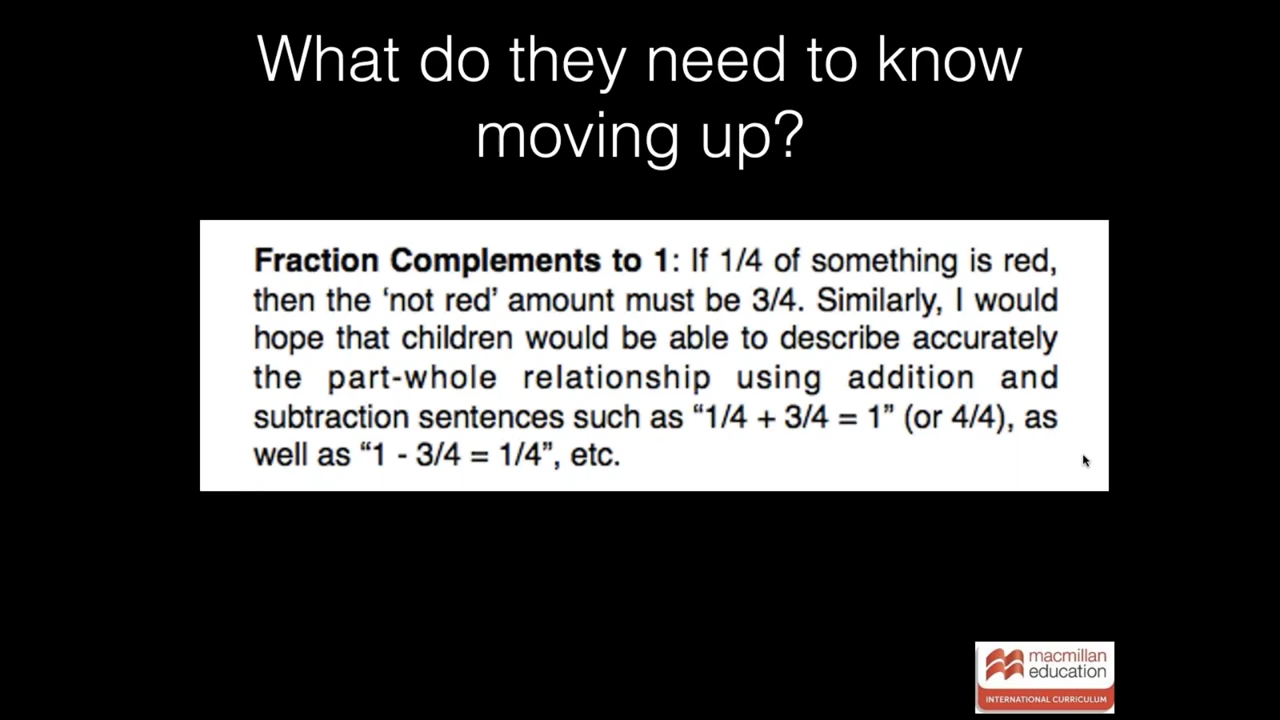 What do they need to know
moving up?
Fraction Complements to 1: If 1/4 of something is red,
then the ‘not red’ amount must be 3/4. Similarly, I would
hope that children would be able to describe accurately
the part-whole relationship using addition and
subtraction sentences such as “1/4 + 3/4 = 1” (or 4/4), as
well as “1 - 3/4 = 1/4”, etc.
macmillan
education
INTERNATIONAL CURRICULUM